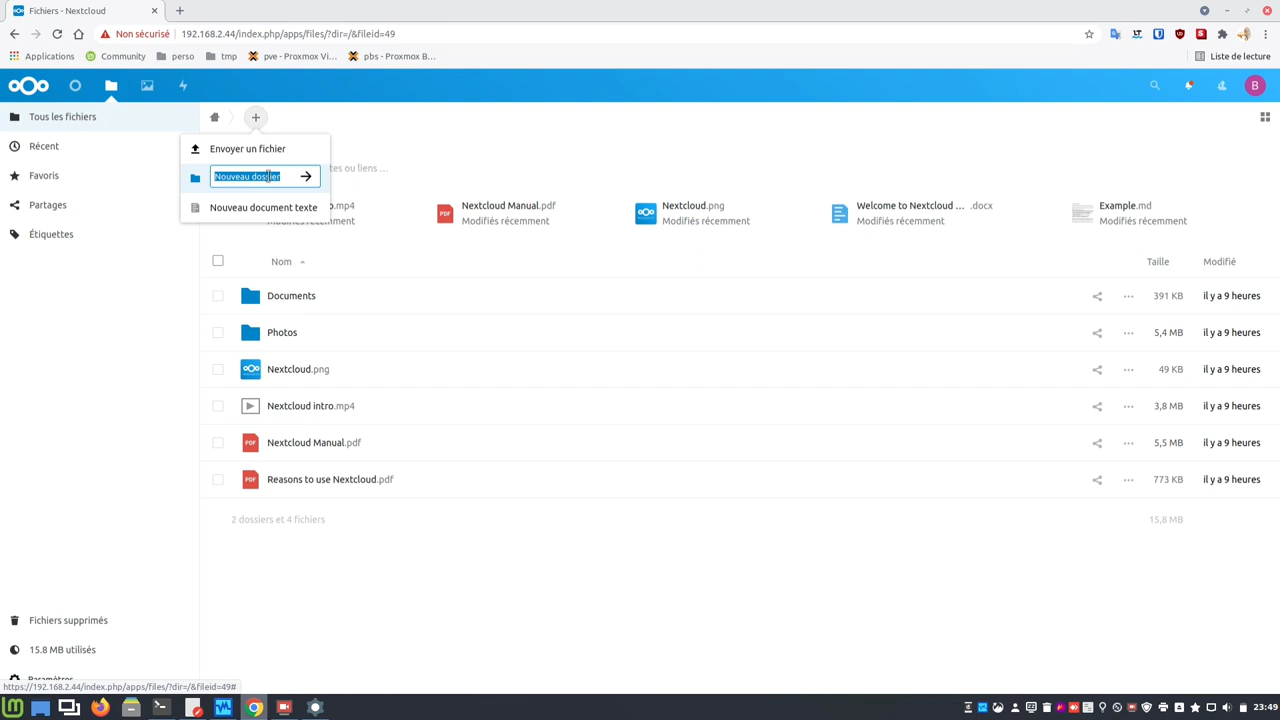 Fichiers - Nextcloud
Non sécurisé
192.168.2.44/index.php/apps/files/?dir=/&fileid=49
Applications
Community
perso
tmp
pve - Proxmox Vi...
pbs - Proxmox B...
Liste de lecture
B
Tous les fichiers
Récent
Favoris
Partages
Étiquettes
Envoyer un fichier
Nouveau dossier
Nouveau document texte
tes ou liens …
o.mp4
Modifiés récemment
Nextcloud Manual.pdf
Modifiés récemment
Nextcloud.png
Modifiés récemment
Welcome to Nextcloud ... .docx
Modifiés récemment
Example.md
Modifiés récemment
Nom
Taille
Modifié
Documents
391 KB
il y a 9 heures
Photos
5,4 MB
il y a 9 heures
Nextcloud.png
49 KB
il y a 9 heures
Nextcloud intro.mp4
3,8 MB
il y a 9 heures
PDF
Nextcloud Manual.pdf
5,5 MB
il y a 9 heures
PDF
Reasons to use Nextcloud.pdf
773 KB
il y a 9 heures
2 dossiers et 4 fichiers
15,8 MB
Fichiers supprimés
15.8 MB utilisés
Paramètres
https://192.168.2.44/index.php/apps/files/?dir=/&fileid=49#
23:49